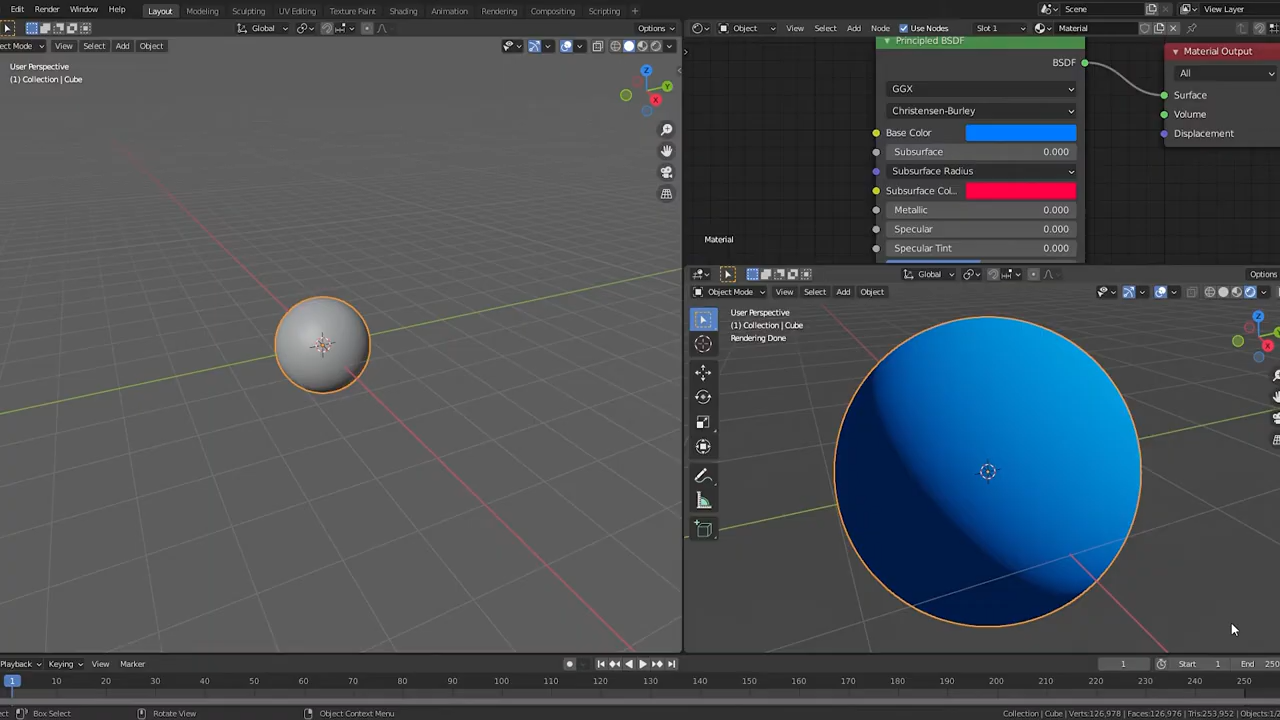 Edit Render Window Help Layout Modeling Sculpting UV Editing Texture Paint Shading Animation Rendering Compositing Scripting + Scene View Layer
Global Options
Object View Select Add Node Use Nodes Slot 1 Material
ect Mode View Select Add Object
User Perspective
(1) Collection | Cube
Z
Y
X
Principled BSDF
BSDF
GGX
Christensen-Burley
Base Color
Subsurface 0.000
Subsurface Radius
Subsurface Col...
Metallic 0.000
Specular 0.000
Specular Tint 0.000
Material Output
All
Surface
Volume
Displacement
Material
Global Options
Object Mode View Select Add Object
User Perspective
(1) Collection | Cube
Rendering Done
Z
Y
X
Playback Keying View Marker 1 Start 1 End 250
1 10 20 30 40 50 60 70 80 90 100 110 120 130 140 150 160 170 180 190 200 210 220 230 240 250
ect Box Select Rotate View Object Context Menu Collection | Cube | Verts:126,978 | Faces:126,976 | Tris:253,952 | Objects:1/